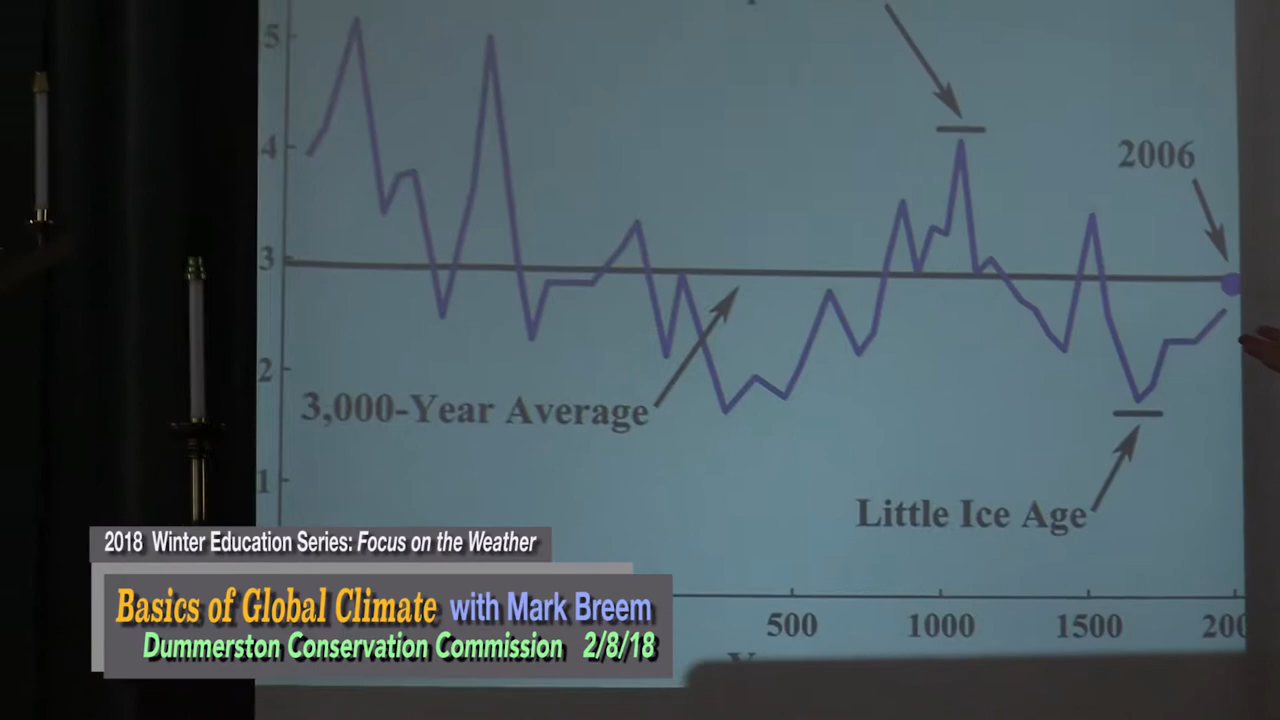 5
4
2006
3
2
3,000-Year Average
1
Little Ice Age
2018 Winter Education Series: Focus on the Weather
Basics of Global Climate with Mark Breem
Dummerston Conservation Commission 2/8/18
500
1000
1500